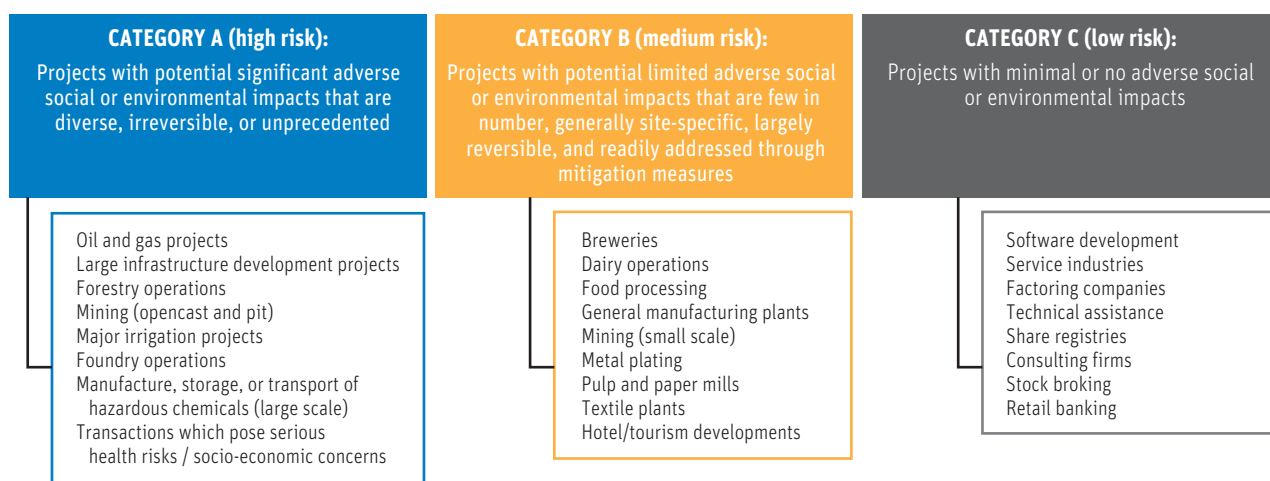 CATEGORY A (high risk):
Projects with potential significant adverse
social or environmental impacts that are
diverse, irreversible, or unprecedented
Oil and gas projects
Large infrastructure development projects
Forestry operations
Mining (opencast and pit)
Major irrigation projects
Foundry operations
Manufacture, storage, or transport of
hazardous chemicals (large scale)
Transactions which pose serious
health risks / socio-economic concerns
CATEGORY B (medium risk):
Projects with potential limited adverse social
or environmental impacts that are few in
number, generally site-specific, largely
reversible, and readily addressed through
mitigation measures
Breweries
Dairy operations
Food processing
General manufacturing plants
Mining (small scale)
Metal plating
Pulp and paper mills
Textile plants
Hotel/tourism developments
CATEGORY C (low risk):
Projects with minimal or no adverse social
or environmental impacts
Software development
Service industries
Factoring companies
Technical assistance
Share registries
Consulting firms
Stock broking
Retail banking